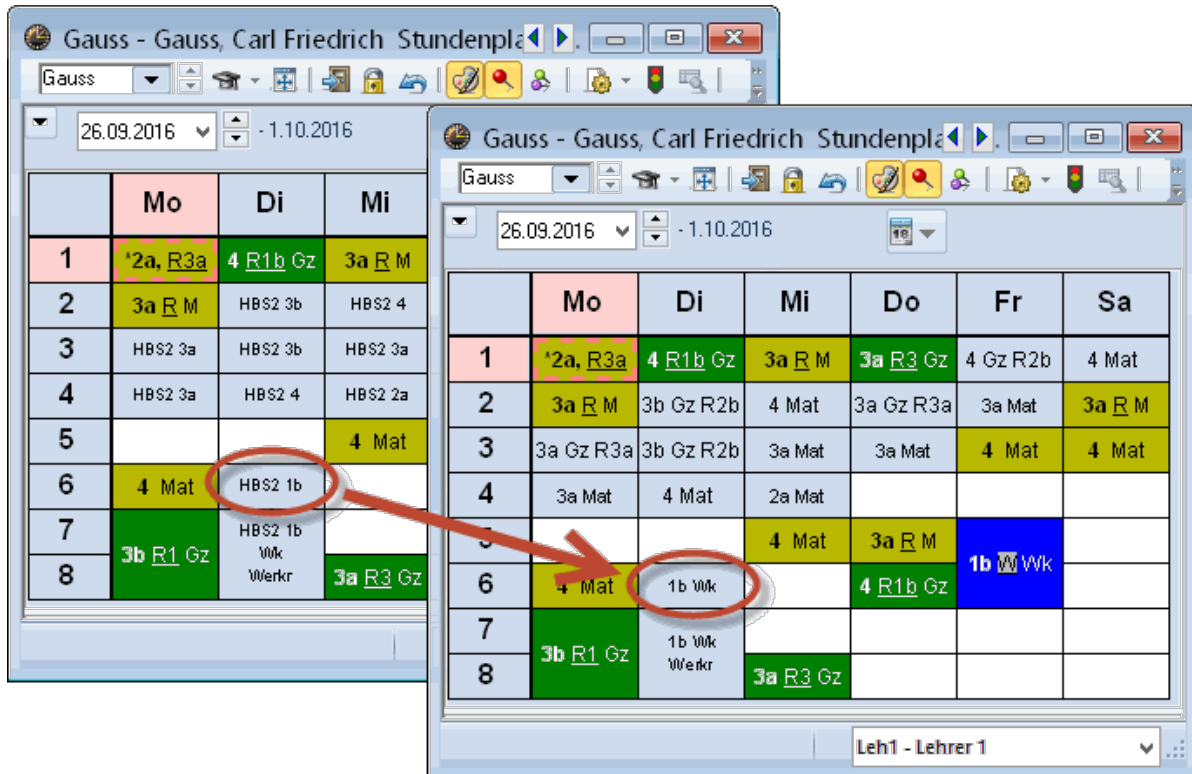 Gauss - Gauss, Carl Friedrich Stundenpla
Gauss
26.09.2016 - 1.10.2016
Mo Di Mi
1 *2a, R3a 4 R1b Gz 3a R M
2 3a R M HBS2 3b HBS2 4
3 HBS2 3a HBS2 3b HBS2 3a
4 HBS2 3a HBS2 4 HBS2 2a
5 4 Mat
6 4 Mat HBS2 1b
7 3b R1 Gz HBS2 1b
Wk
8 Werkr 3a R3 Gz
Gauss - Gauss, Carl Friedrich Stundenpla
Gauss
26.09.2016 - 1.10.2016
Mo Di Mi Do Fr Sa
1 *2a, R3a 4 R1b Gz 3a R M 3a R3 Gz 4 Gz R2b 4 Mat
2 3a R M 3b Gz R2b 4 Mat 3a Gz R3a 3a Mat 3a R M
3 3a Gz R3a 3b Gz R2b 3a Mat 3a Mat 4 Mat 4 Mat
4 3a Mat 4 Mat 2a Mat
5 4 Mat 3a R M 1b W Wk
6 4 Mat 1b Wk 4 R1b Gz
7 3b R1 Gz 1b Wk
8 Werkr 3a R3 Gz
Leh1 - Lehrer 1